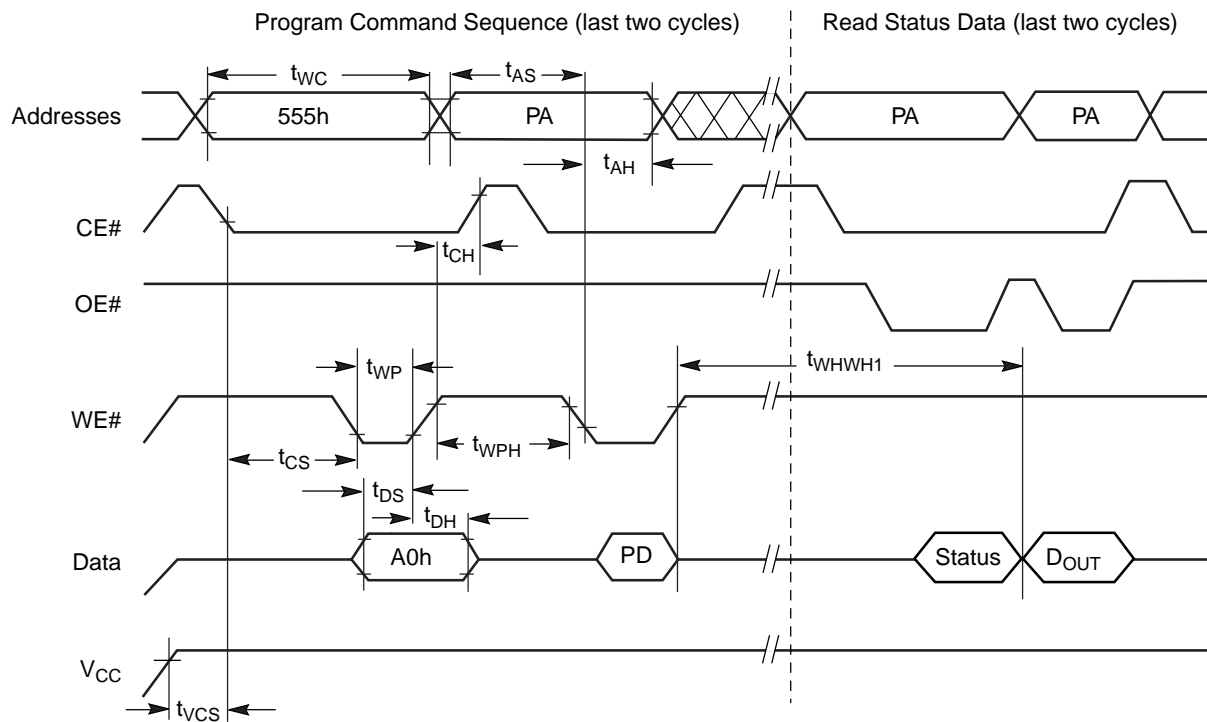 Program Command Sequence (last two cycles)
Read Status Data (last two cycles)
tWC
tAS
Addresses
555h
PA
PA
PA
tAH
CE#
tCH
OE#
tWP
tWHWH1
WE#
tCS
tWPH
tDS
tDH
Data
A0h
PD
Status
DOUT
VCC
tVCS